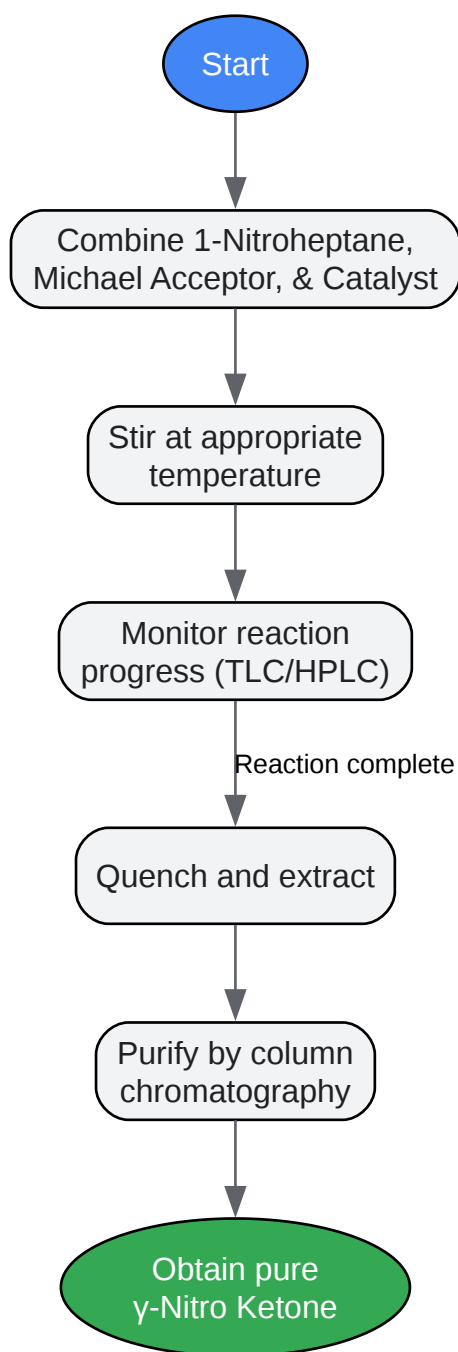 Start
Combine 1-Nitroheptane,
Michael Acceptor, & Catalyst
Stir at appropriate
temperature
Monitor reaction
progress (TLC/HPLC)
Reaction complete
Quench and extract
Purify by column
chromatography
Obtain pure
γ-Nitro Ketone